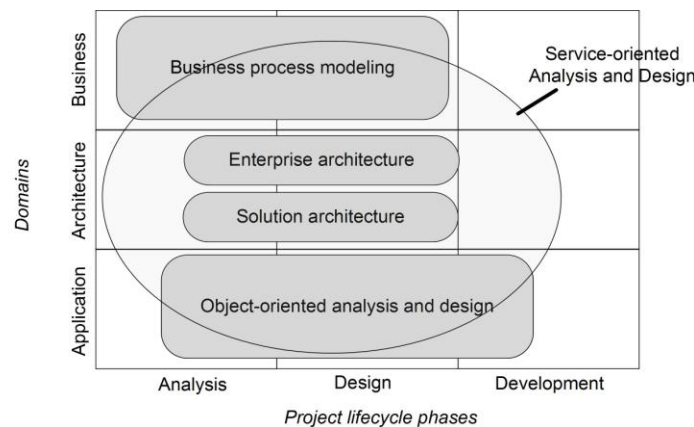 Business
Business process modeling
Service-oriented
Analysis and Design
Domains
Architecture
Enterprise architecture
Solution architecture
Application
Object-oriented analysis and design
Analysis
Design
Development
Project lifecycle phases